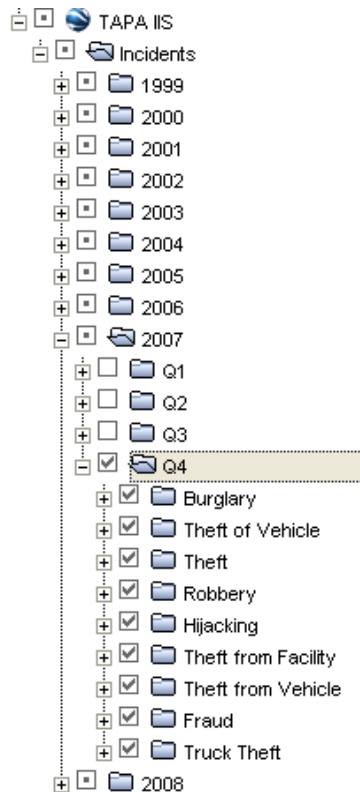 TAPA IIS
Incidents
1999
2000
2001
2002
2003
2004
2005
2006
2007
Q1
Q2
Q3
Q4
Burglary
Theft of Vehicle
Theft
Robbery
Hijacking
Theft from Facility
Theft from Vehicle
Fraud
Truck Theft
2008